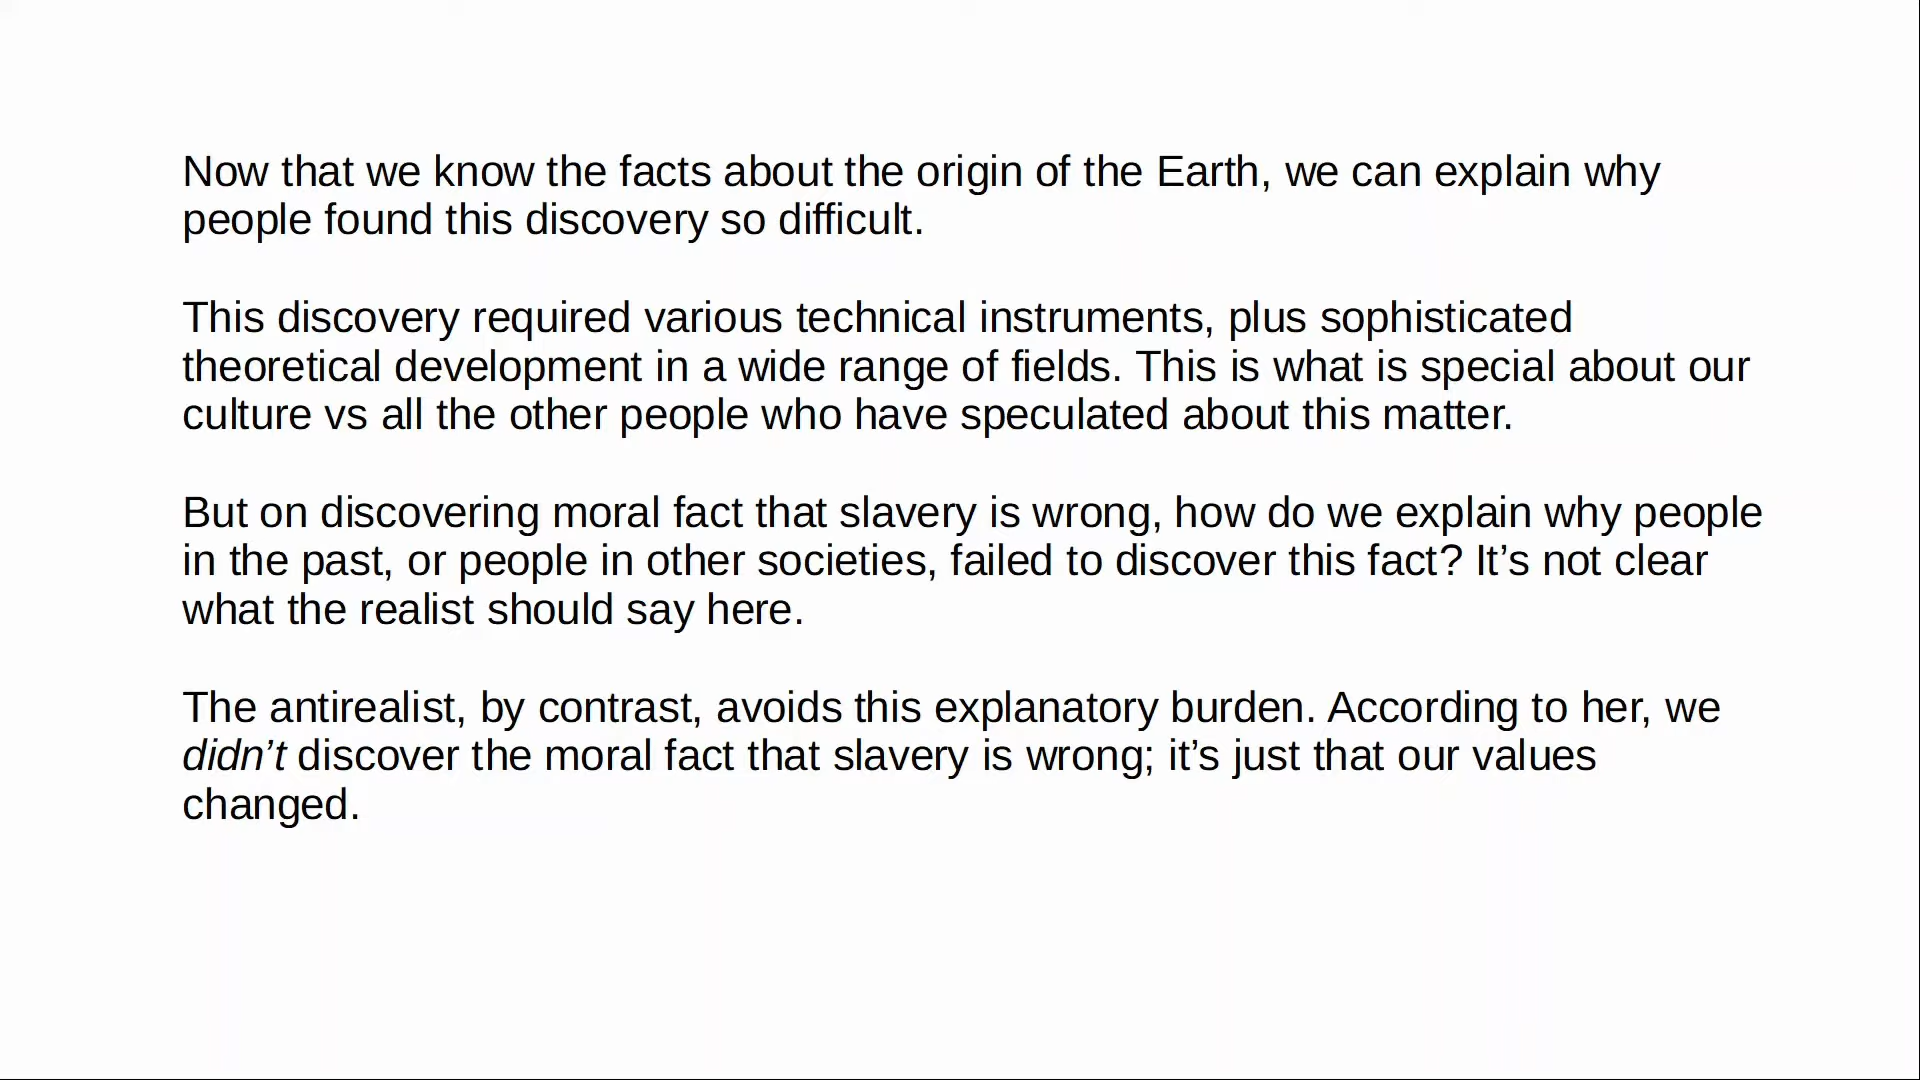 Now that we know the facts about the origin of the Earth, we can explain why
people found this discovery so difficult.
This discovery required various technical instruments, plus sophisticated
theoretical development in a wide range of fields. This is what is special about our
culture vs all the other people who have speculated about this matter.
But on discovering moral fact that slavery is wrong, how do we explain why people
in the past, or people in other societies, failed to discover this fact? It’s not clear
what the realist should say here.
The antirealist, by contrast, avoids this explanatory burden. According to her, we
didn’t discover the moral fact that slavery is wrong; it’s just that our values
changed.